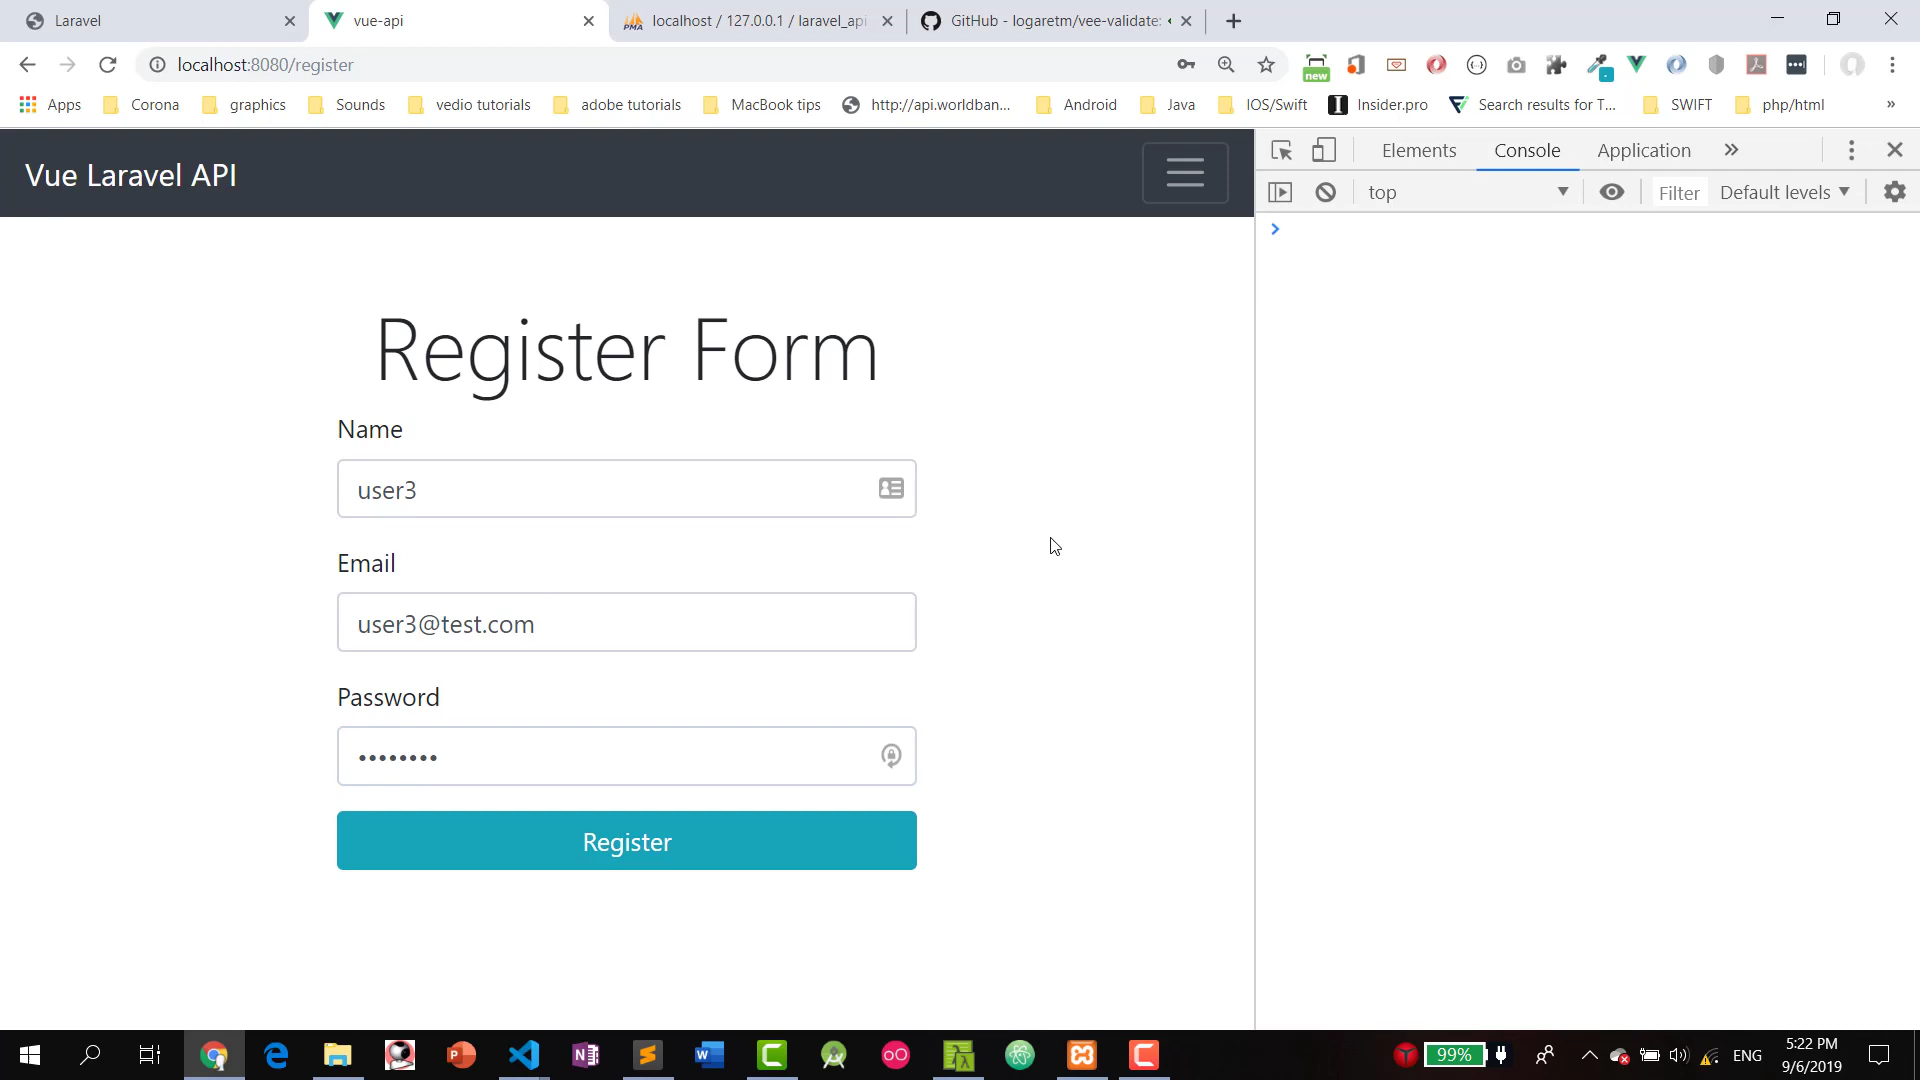 Laravel
vue-api
localhost / 127.0.0.1 / laravel_api
GitHub - logaretm/vee-validate:
localhost:8080/register
new
Apps
Corona
graphics
Sounds
vedio tutorials
adobe tutorials
MacBook tips
http://api.worldban...
Android
Java
IOS/Swift
Insider.pro
Search results for T...
SWIFT
php/html
»
Vue Laravel API
Elements
Console
Application
top
Filter
Default levels
Register Form
Name
user3
Email
user3@test.com
Password
••••••••
Register
99%
ENG
5:22 PM
9/6/2019